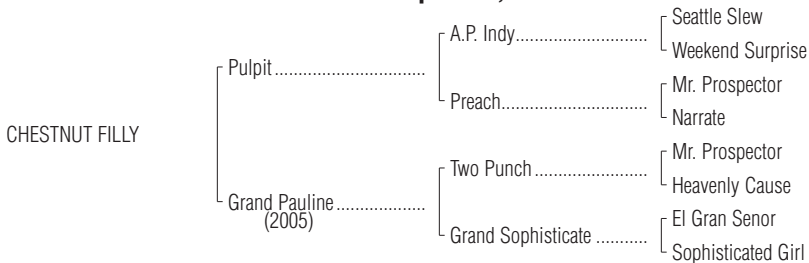 Seattle Slew
A.P. Indy..............................
Weekend Surprise
Pulpit..................................
Mr. Prospector
Preach.................................
Narrate
CHESTNUT FILLY
Mr. Prospector
Two Punch..........................
Heavenly Cause
Grand Pauline....................
(2005)
El Gran Senor
Grand Sophisticate ...........
Sophisticated Girl